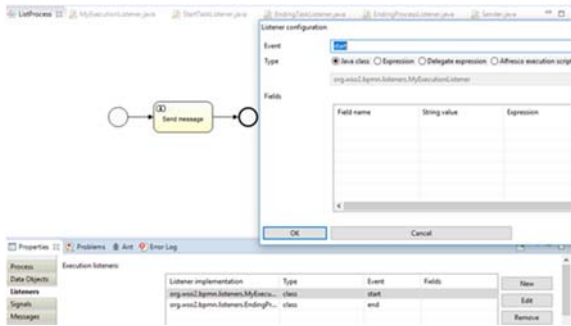 ListProcess
MyExecutionListener.java
StartTaskListener.java
EndingTaskListener.java
EndingProcessListener.java
Sender.java
Listener configuration
Event
start
Type
Java class
Expression
Delegate expression
Alfresco execution script
org.wso2.bpmn.listeners.MyExecutionListener
Fields
Field name String value Expression
Send message
OK Cancel
Properties Problems Ant Error Log
Process
Data Objects
Listeners
Signals
Messages
Execution listeners:
Listener implementation Type Event Fields
org.wso2.bpmn.listeners.MyExecu... class start
org.wso2.bpmn.listeners.EndingPr... class end
New
Edit
Remove